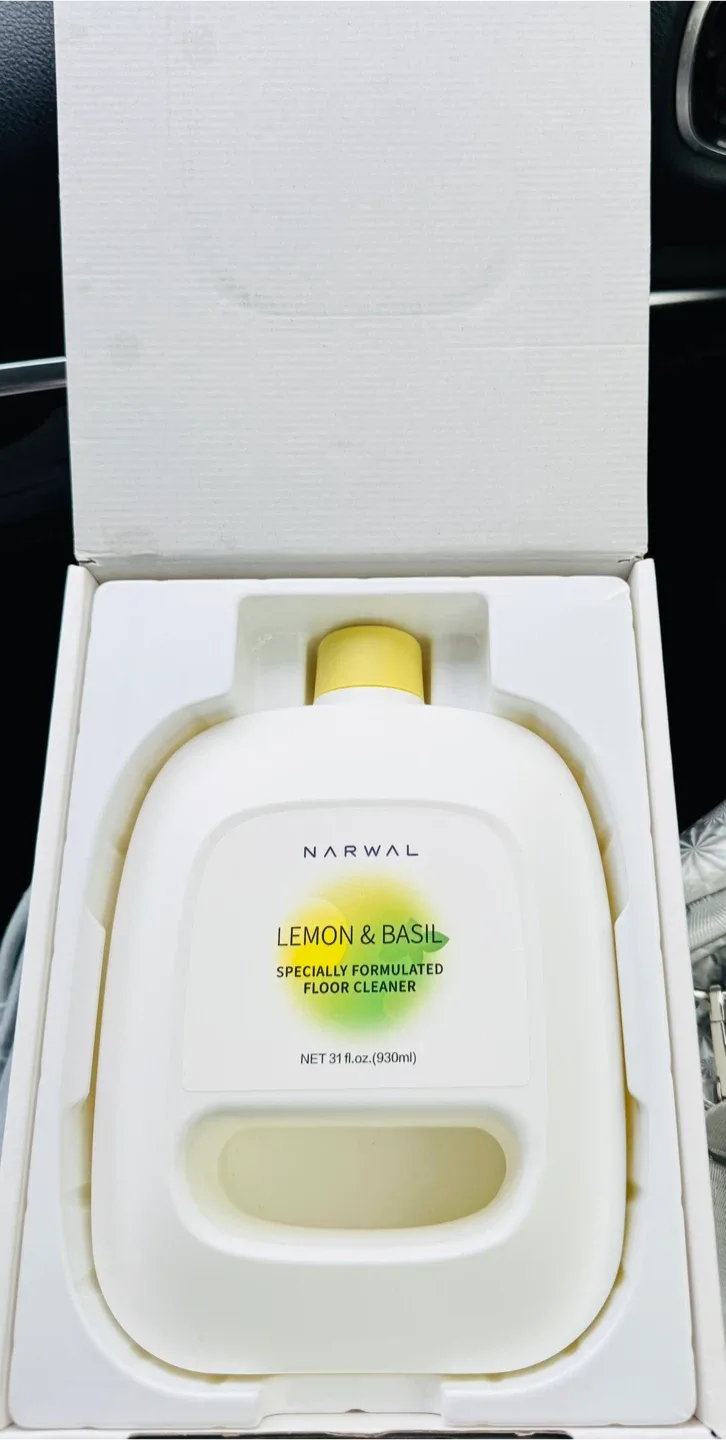 NARWAL
LEMON & BASIL
SPECIALLY FORMULATED
FLOOR CLEANER
NET 31 fl.oz.(930ml)